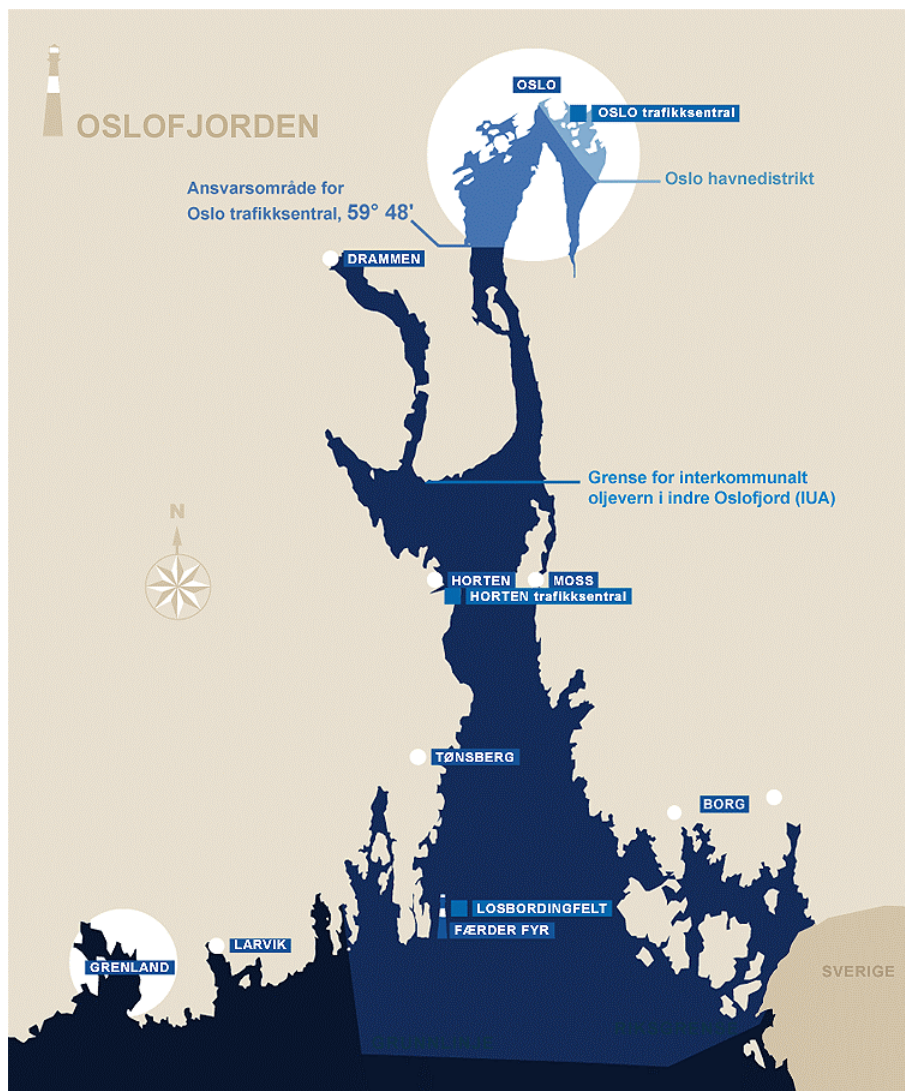 OSLOFJORDEN
OSLO
OSLO trafikksentral
Oslo havnedistrikt
Ansvarsområde for
Oslo trafikksentral, 59° 48'
DRAMMEN
Grense for interkommunalt
oljevern i indre Oslofjord (IUA)
N
HORTEN
MOSS
HORTEN trafikksentral
TØNSBERG
BORG
LOSBORDINGFELT
FÆRDER FYR
LARVIK
GRENLAND
SVERIGE